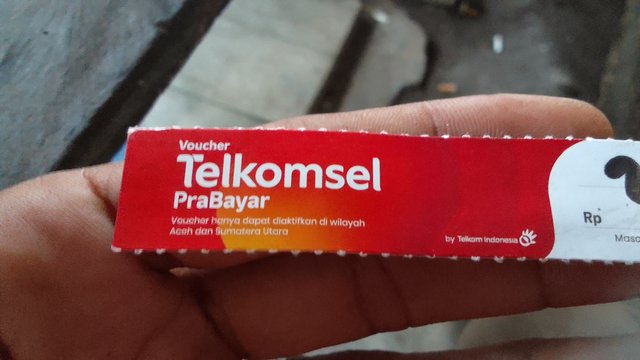 Voucher
Telkomsel
PraBayar
Voucher hanya dapat diaktifkan di wilayah
Aceh dan Sumatera Utara
by Telkom Indonesia
Rp